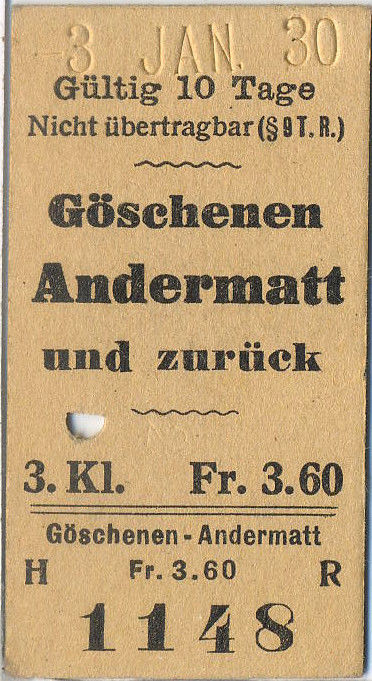 -3 JAN. 30
Gültig 10 Tage
Nicht übertragbar (§ 9 T. R.)
Göschenen
Andermatt
und zurück
3. Kl. Fr. 3.60
Göschenen - Andermatt
H Fr. 3.60 R
1148